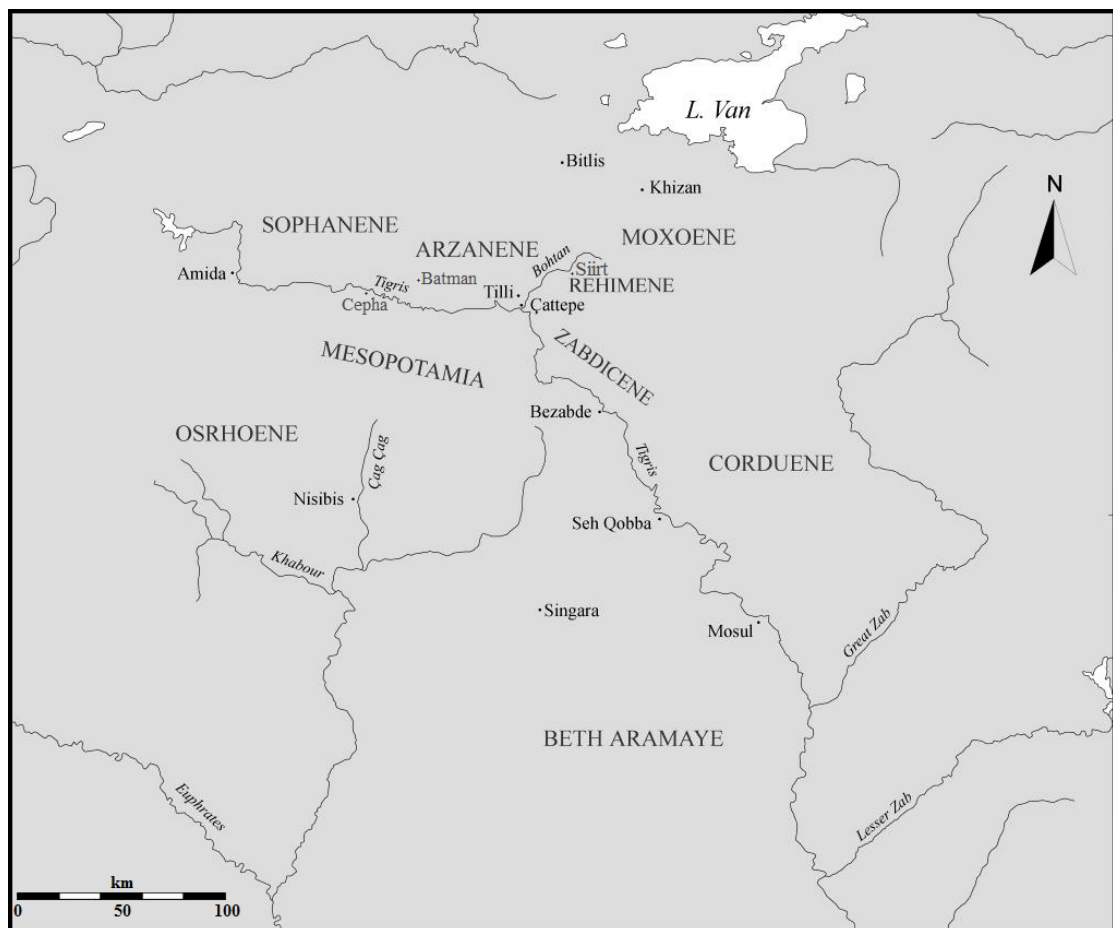 L. Van
Bitlis
Khizan
N
SOPHANENE
ARZANENE
MOXOENE
Bohtan
Amida
Tigris
Batman
Siirt
REHIMENE
Cepha
Tilli
Çattepe
ZABDICENE
MESOPOTAMIA
Bezabde
OSRHOENE
Çag Çag
Tigris
CORDUENE
Nisibis
Seh Qobba
Khabour
Singara
Mosul
Great Zab
BETH ARAMAYE
Euphrates
Lesser Zab
km
0 50 100